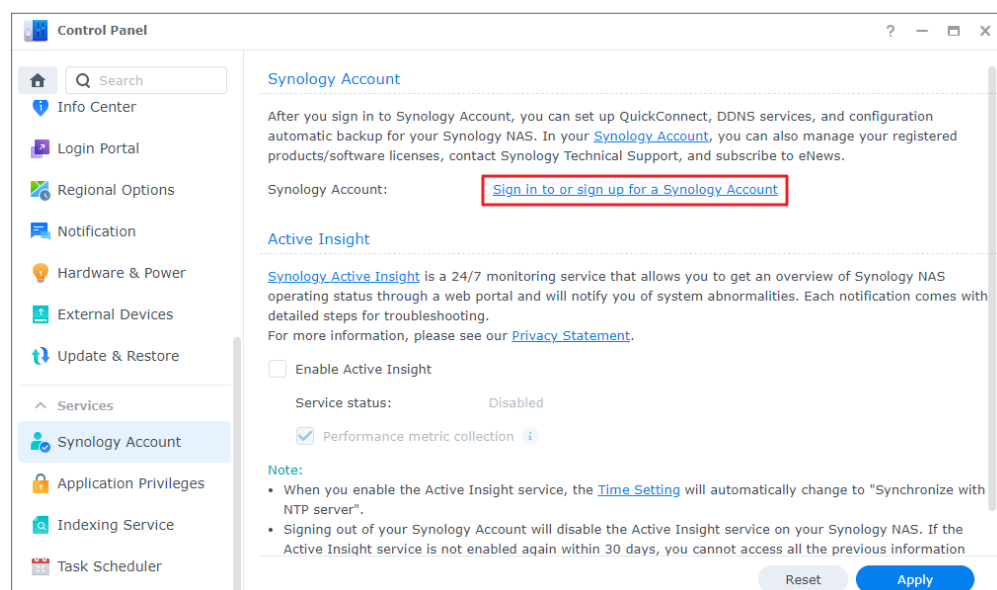 Control Panel
Search
Info Center
Login Portal
Regional Options
Notification
Hardware & Power
External Devices
Update & Restore
Services
Synology Account
Application Privileges
Indexing Service
Task Scheduler
Synology Account
After you sign in to Synology Account, you can set up QuickConnect, DDNS services, and configuration
automatic backup for your Synology NAS. In your Synology Account, you can also manage your registered
products/software licenses, contact Synology Technical Support, and subscribe to eNews.
Synology Account: Sign in to or sign up for a Synology Account
Active Insight
Synology Active Insight is a 24/7 monitoring service that allows you to get an overview of Synology NAS
operating status through a web portal and will notify you of system abnormalities. Each notification comes with
detailed steps for troubleshooting.
For more information, please see our Privacy Statement.
Enable Active Insight
Service status: Disabled
Performance metric collection
Note:
• When you enable the Active Insight service, the Time Setting will automatically change to "Synchronize with
NTP server".
• Signing out of your Synology Account will disable the Active Insight service on your Synology NAS. If the
Active Insight service is not enabled again within 30 days, you cannot access all the previous information
Reset Apply